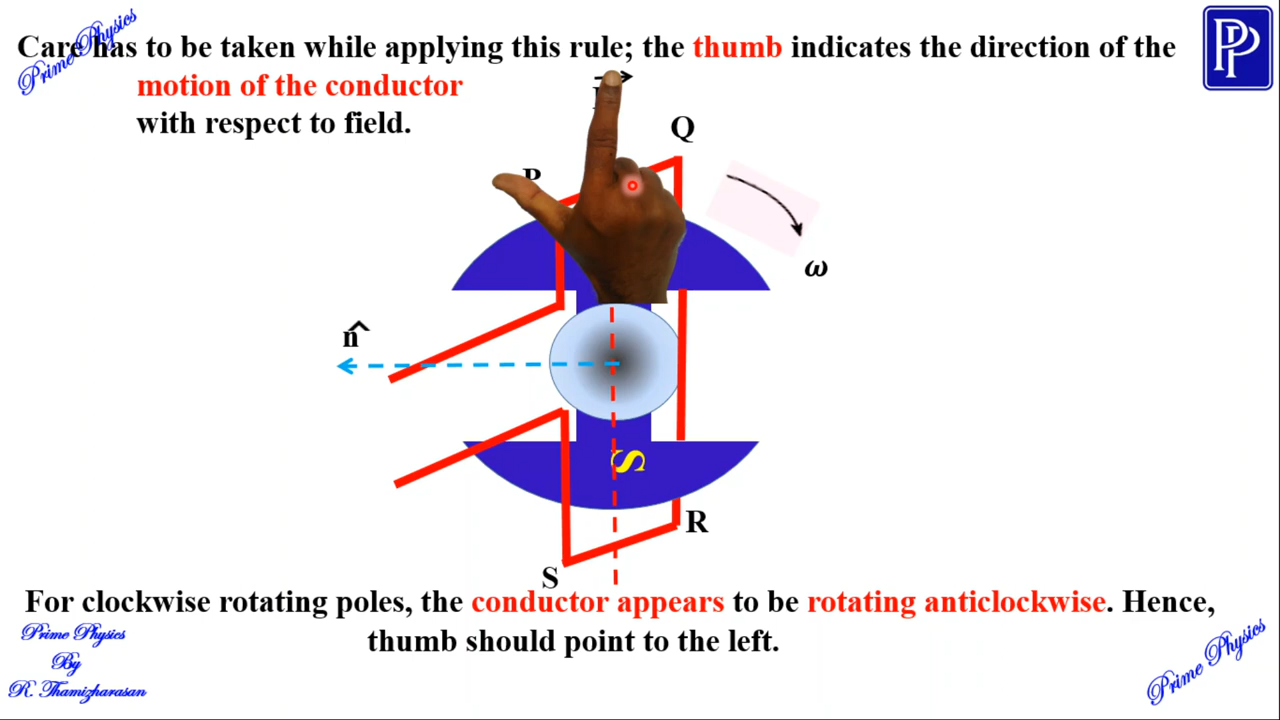 Care has to be taken while applying this rule; the thumb indicates the direction of the
motion of the conductor
with respect to field.
Prime Physics
PP
Q
P
ω
n̂
S
R
S
For clockwise rotating poles, the conductor appears to be rotating anticlockwise. Hence,
thumb should point to the left.
Prime Physics
By
R. Thamizharasan
Prime Physics